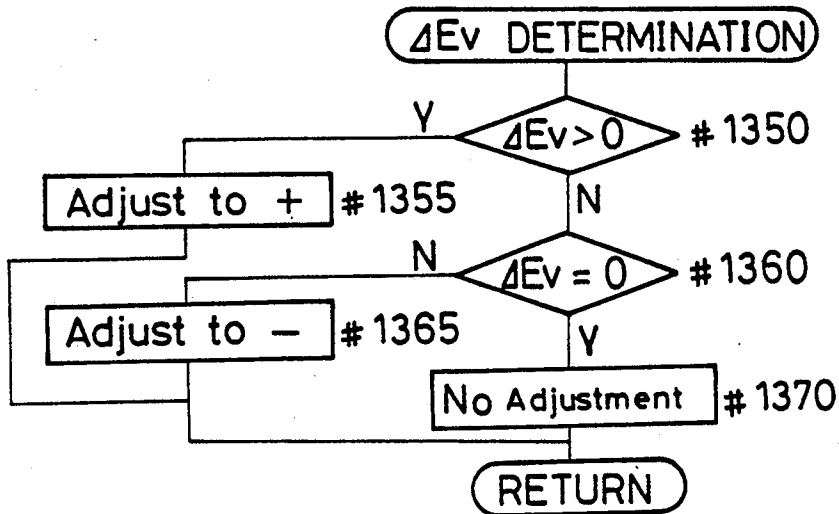 ΔEv DETERMINATION
Y
ΔEv > 0
# 1350
Adjust to +
# 1355
N
N
ΔEv = 0
# 1360
Adjust to −
# 1365
Y
No Adjustment
# 1370
RETURN